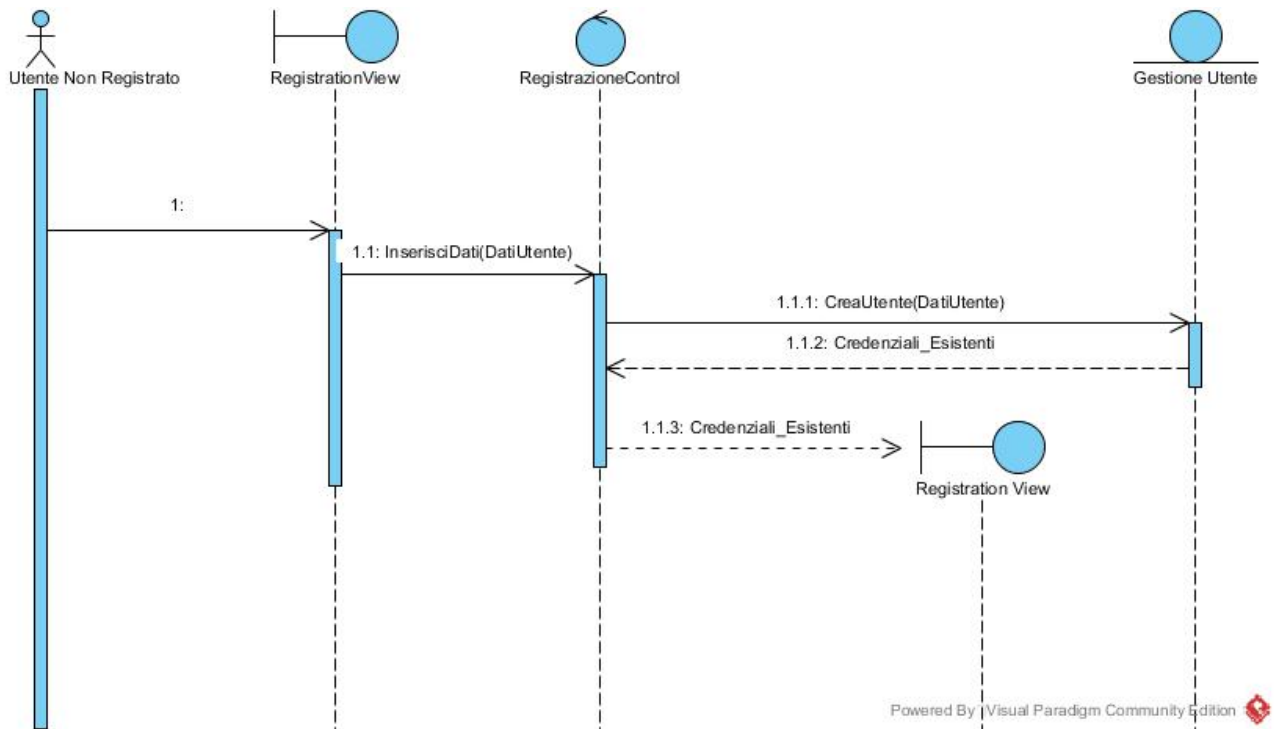 Utente Non Registrato
RegistrationView
RegistrazioneControl
Gestione Utente
1:
1.1: InserisciDati(DatiUtente)
1.1.1: CreaUtente(DatiUtente)
1.1.2: Credenziali_Esistenti
1.1.3: Credenziali_Esistenti
Registration View
Powered By Visual Paradigm Community Edition